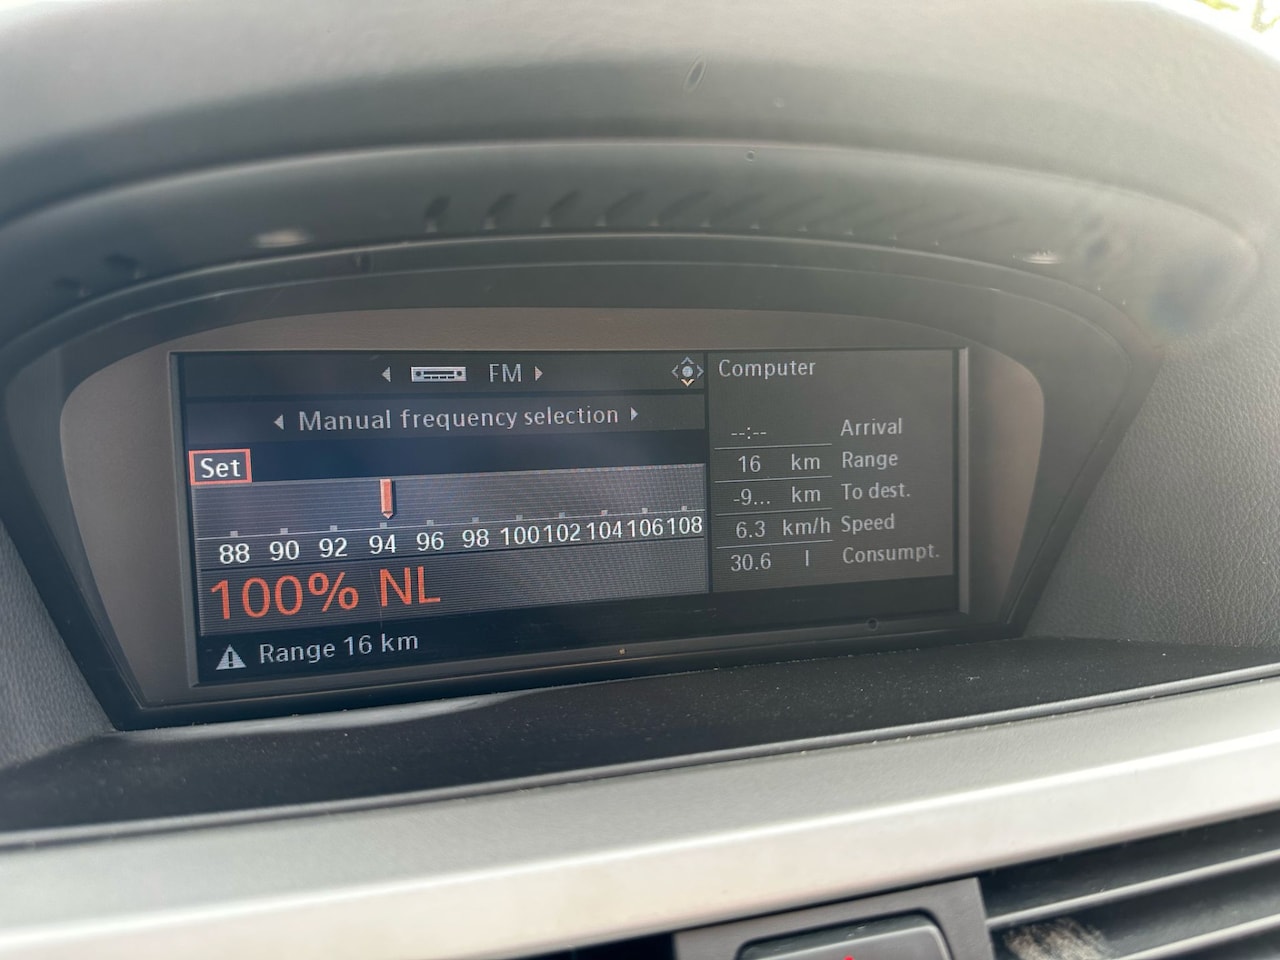 FM
Manual frequency selection
Set
88 90 92 94 96 98 100 102 104 106 108
100% NL
Range 16 km
Computer
--:-- Arrival
16 km Range
-9... km To dest.
6.3 km/h Speed
30.6 l Consumpt.